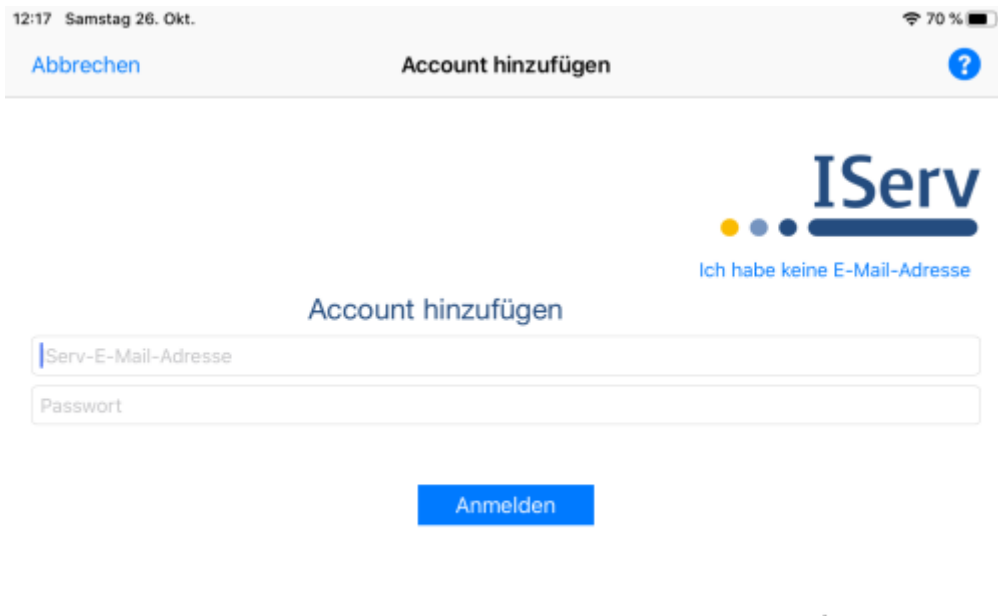 12:17 Samstag 26. Okt.
70 %
Abbrechen
Account hinzufügen
?
IServ
Ich habe keine E-Mail-Adresse
Account hinzufügen
IServ-E-Mail-Adresse
Passwort
Anmelden